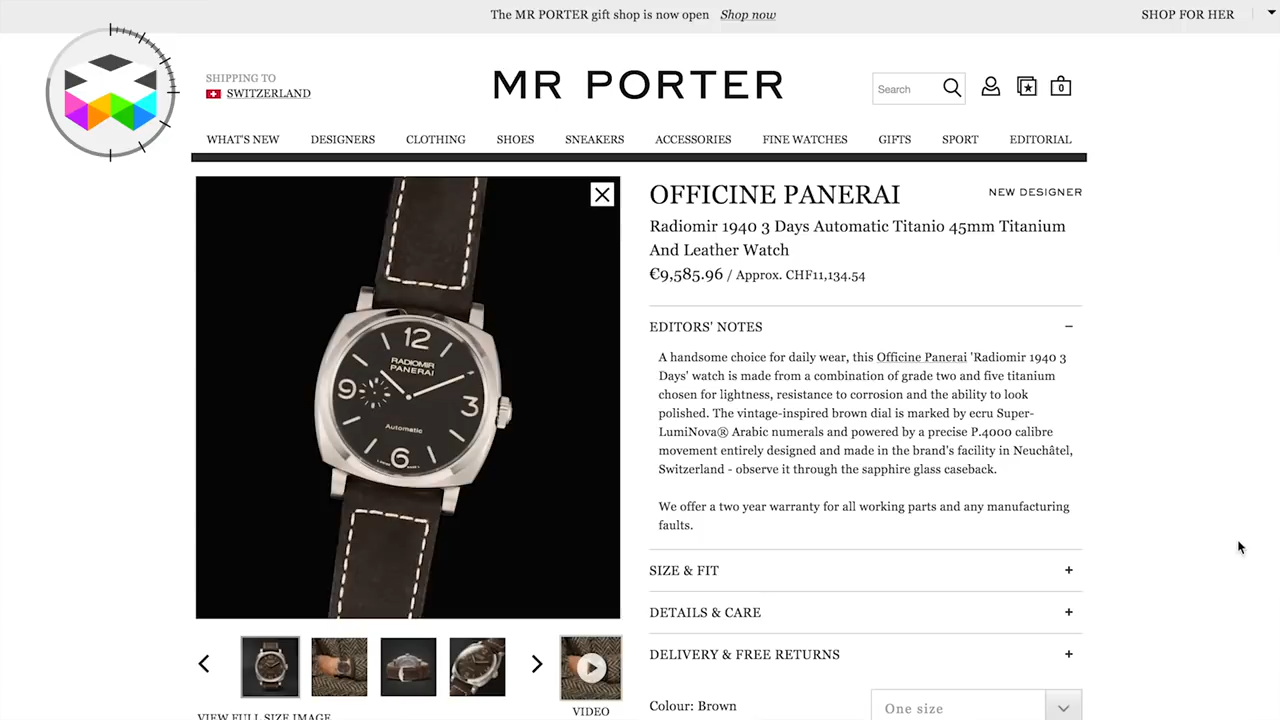 The MR PORTER gift shop is now open Shop now
SHOP FOR HER
SHIPPING TO
SWITZERLAND
MR PORTER
Search
0
WHAT'S NEW DESIGNERS CLOTHING SHOES SNEAKERS ACCESSORIES FINE WATCHES GIFTS SPORT EDITORIAL
12
RADIOMIR
PANERAI
9
3
Automatic
6
OFFICINE PANERAI
NEW DESIGNER
Radiomir 1940 3 Days Automatic Titanio 45mm Titanium
And Leather Watch
€9,585.96 / Approx. CHF11,134.54
EDITORS' NOTES −
A handsome choice for daily wear, this Officine Panerai 'Radiomir 1940 3
Days' watch is made from a combination of grade two and five titanium
chosen for lightness, resistance to corrosion and the ability to look
polished. The vintage-inspired brown dial is marked by ecru Super-
LumiNova® Arabic numerals and powered by a precise P.4000 calibre
movement entirely designed and made in the brand's facility in Neuchâtel,
Switzerland - observe it through the sapphire glass caseback.
We offer a two year warranty for all working parts and any manufacturing
faults.
SIZE & FIT +
DETAILS & CARE +
DELIVERY & FREE RETURNS +
Colour: Brown
One size
VIDEO
VIEW FULL SIZE IMAGE